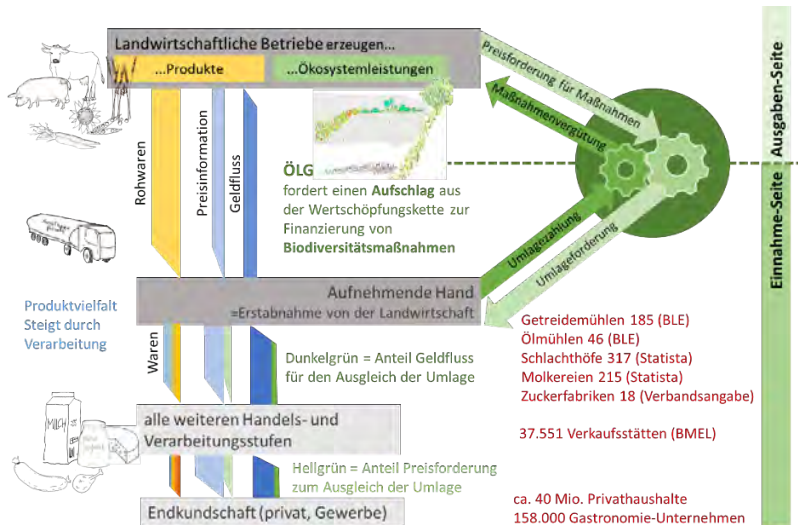 Landwirtschaftliche Betriebe erzeugen...
...Produkte
...Ökosystemleistungen
Preisforderung für Maßnahmen
Maßnahmenvergütung
Ausgaben-Seite
Einnahme-Seite
Rohwaren
Preisinformation
Geldfluss
ÖLG
fordert einen Aufschlag aus
der Wertschöpfungskette zur
Finanzierung von
Biodiversitätsmaßnahmen
Umlagezahlung
Umlageforderung
Produktvielfalt
Steigt durch
Verarbeitung
Aufnehmende Hand
=Erstabnahme von der Landwirtschaft
Getreidemühlen 185 (BLE)
Ölmühlen 46 (BLE)
Schlachthöfe 317 (Statista)
Molkereien 215 (Statista)
Zuckerfabriken 18 (Verbandsangabe)
Waren
Dunkelgrün = Anteil Geldfluss
für den Ausgleich der Umlage
MILCH
alle weiteren Handels- und
Verarbeitungsstufen
37.551 Verkaufsstätten (BMEL)
Hellgrün = Anteil Preisforderung
zum Ausgleich der Umlage
Endkundschaft (privat, Gewerbe)
ca. 40 Mio. Privathaushalte
158.000 Gastronomie-Unternehmen